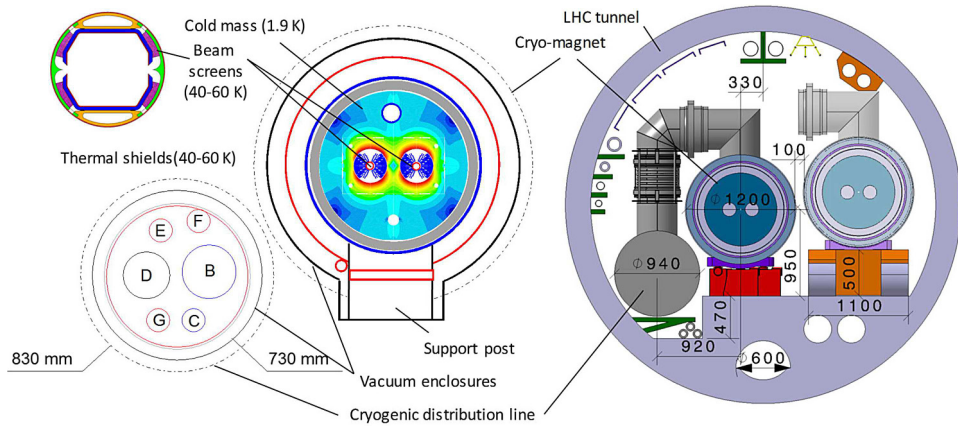 Cold mass (1.9 K)
Beam
screens
(40-60 K)
Thermal shields(40-60 K)
E
F
D
B
G
C
830 mm
730 mm
Support post
Vacuum enclosures
Cryogenic distribution line
LHC tunnel
Cryo-magnet
330
100
Φ1200
Φ940
950
500
470
1100
920
Φ600